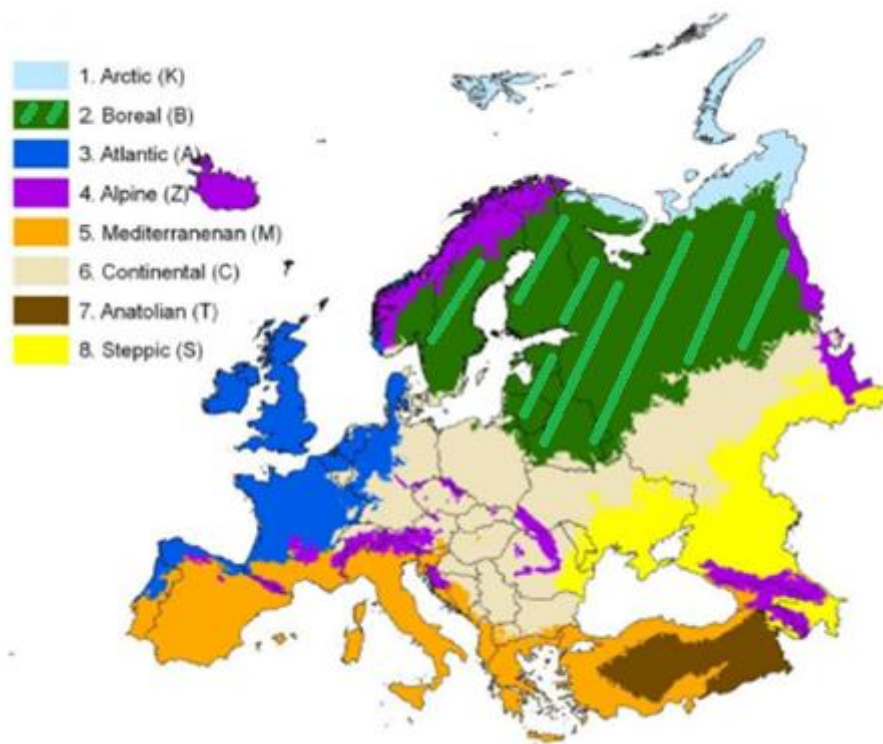 1. Arctic (K)
2. Boreal (B)
3. Atlantic (A)
4. Alpine (Z)
5. Mediterranenan (M)
6. Continental (C)
7. Anatolian (T)
8. Steppic (S)